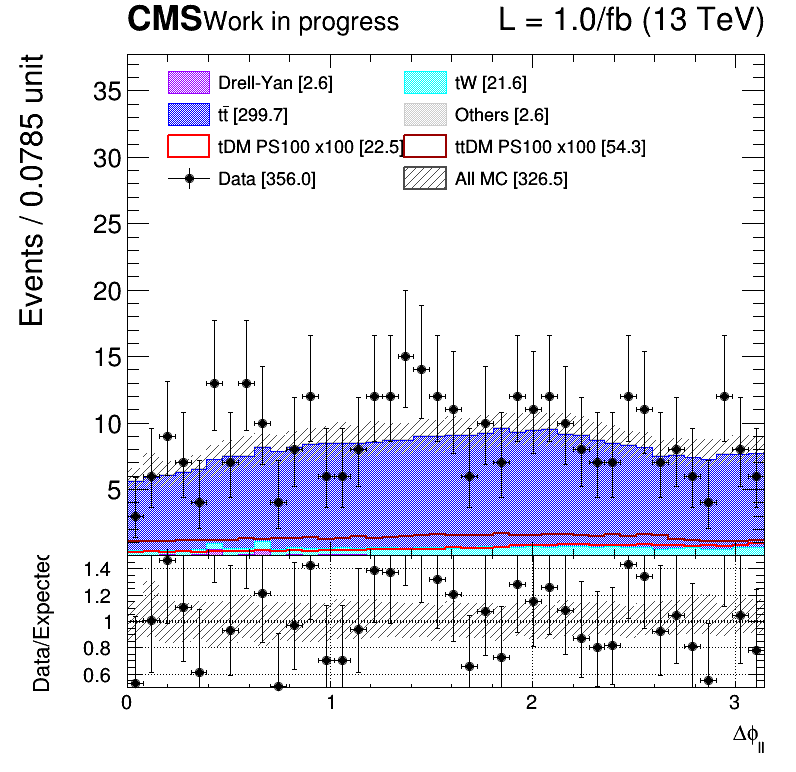 CMS Work in progress L = 1.0/fb (13 TeV)
Events / 0.0785 unit
35
30
25
20
15
10
5
Drell-Yan [2.6] tW [21.6]
tt̄ [299.7] Others [2.6]
tDM PS100 x100 [22.5] ttDM PS100 x100 [54.3]
Data [356.0] All MC [326.5]
Data/Expected
1.4
1.2
1
0.8
0.6
0 1 2 3
Δϕll